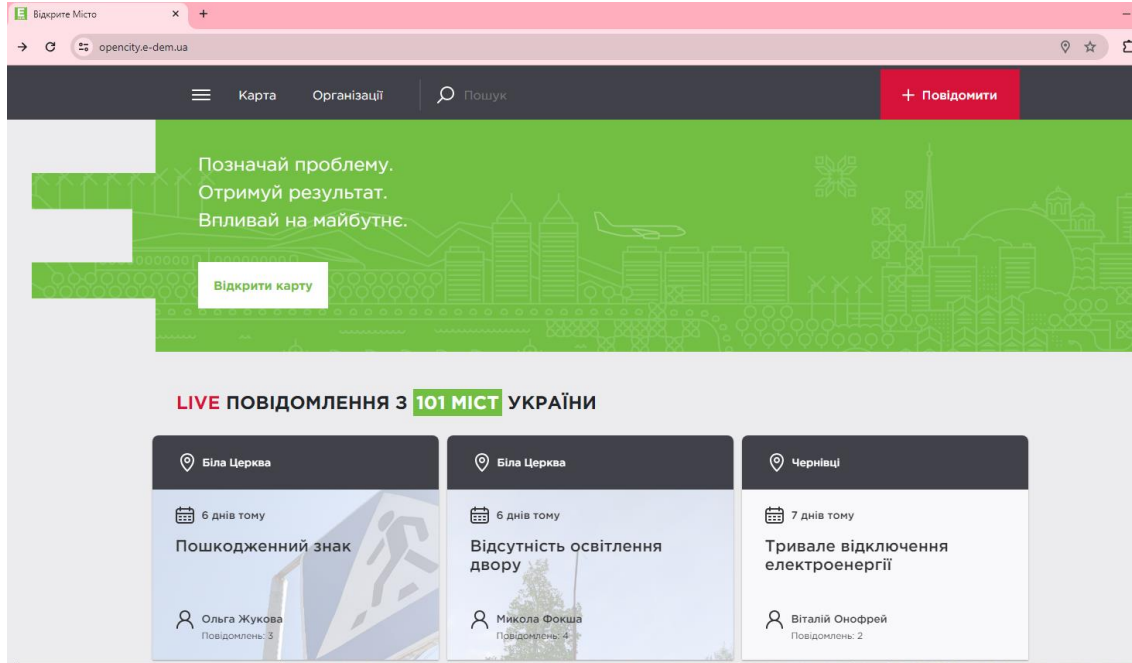 Відкрите Місто
opencity.e-dem.ua
Карта Організації Пошук + Повідомити
Позначай проблему.
Отримуй результат.
Впливай на майбутнє.
Відкрити карту
LIVE ПОВІДОМЛЕННЯ З 101 МІСТ УКРАЇНИ
Біла Церква
6 днів тому
Пошкодженний знак
Ольга Жукова
Повідомлень: 3
Біла Церква
6 днів тому
Відсутність освітлення
двору
Микола Фокша
Повідомлень: 4
Чернівці
7 днів тому
Тривале відключення
електроенергії
Віталій Онофрей
Повідомлень: 2